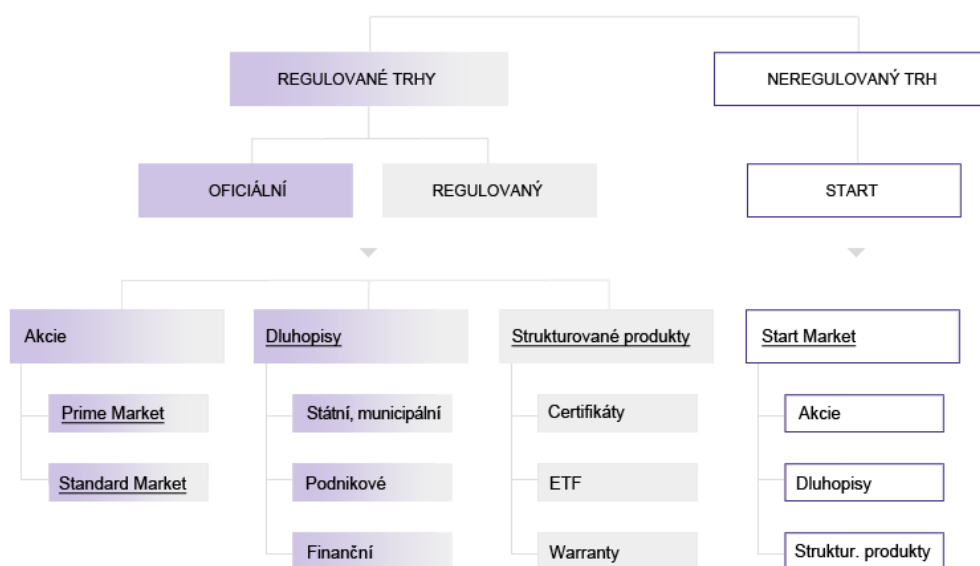 REGULOVANÉ TRHY
NEREGULOVANÝ TRH
OFICIÁLNÍ
REGULOVANÝ
START
Akcie
Dluhopisy
Strukturované produkty
Start Market
Prime Market
Státní, municipální
Certifikáty
Akcie
Standard Market
Podnikové
ETF
Dluhopisy
Finanční
Warranty
Struktur. produkty